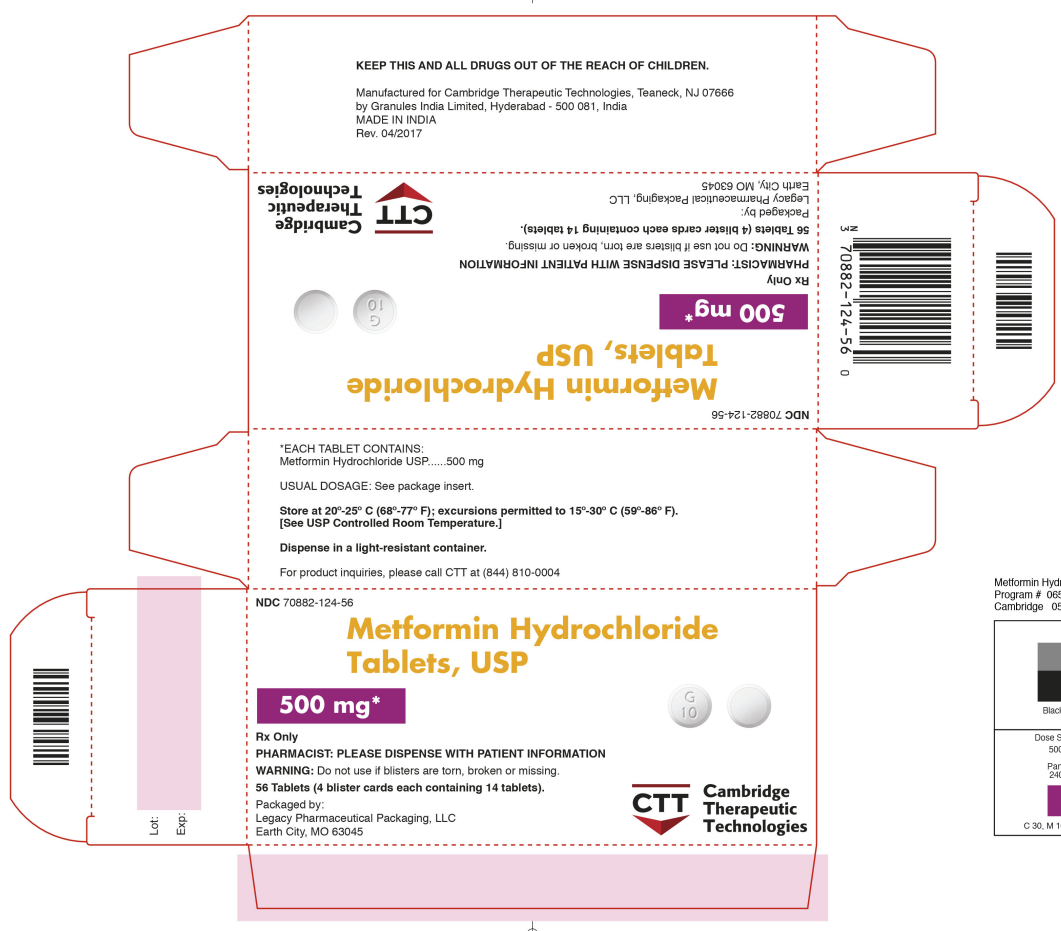 KEEP THIS AND ALL DRUGS OUT OF THE REACH OF CHILDREN.
Manufactured for Cambridge Therapeutic Technologies, Teaneck, NJ 07666
by Granules India Limited, Hyderabad - 500 081, India
MADE IN INDIA
Rev. 04/2017
NDC 70882-124-56
Metformin Hydrochloride
Tablets, USP
500 mg*
G
10
Rx Only
PHARMACIST: PLEASE DISPENSE WITH PATIENT INFORMATION
WARNING: Do not use if blisters are torn, broken or missing.
56 Tablets (4 blister cards each containing 14 tablets).
Packaged by:
Legacy Pharmaceutical Packaging, LLC
Earth City, MO 63045
CTT
Cambridge
Therapeutic
Technologies
N
3 70882-124-56 0
*EACH TABLET CONTAINS:
Metformin Hydrochloride USP......500 mg
USUAL DOSAGE: See package insert.
Store at 20º-25º C (68º-77º F); excursions permitted to 15º-30º C (59º-86º F).
[See USP Controlled Room Temperature.]
Dispense in a light-resistant container.
For product inquiries, please call CTT at (844) 810-0004
NDC 70882-124-56
Metformin Hydrochloride
Tablets, USP
500 mg*
G
10
Rx Only
PHARMACIST: PLEASE DISPENSE WITH PATIENT INFORMATION
WARNING: Do not use if blisters are torn, broken or missing.
56 Tablets (4 blister cards each containing 14 tablets).
Packaged by:
Legacy Pharmaceutical Packaging, LLC
Earth City, MO 63045
CTT
Cambridge
Therapeutic
Technologies
Lot:
Exp:
Metformin
Program # 
Cambridge
Dose
C 30, M